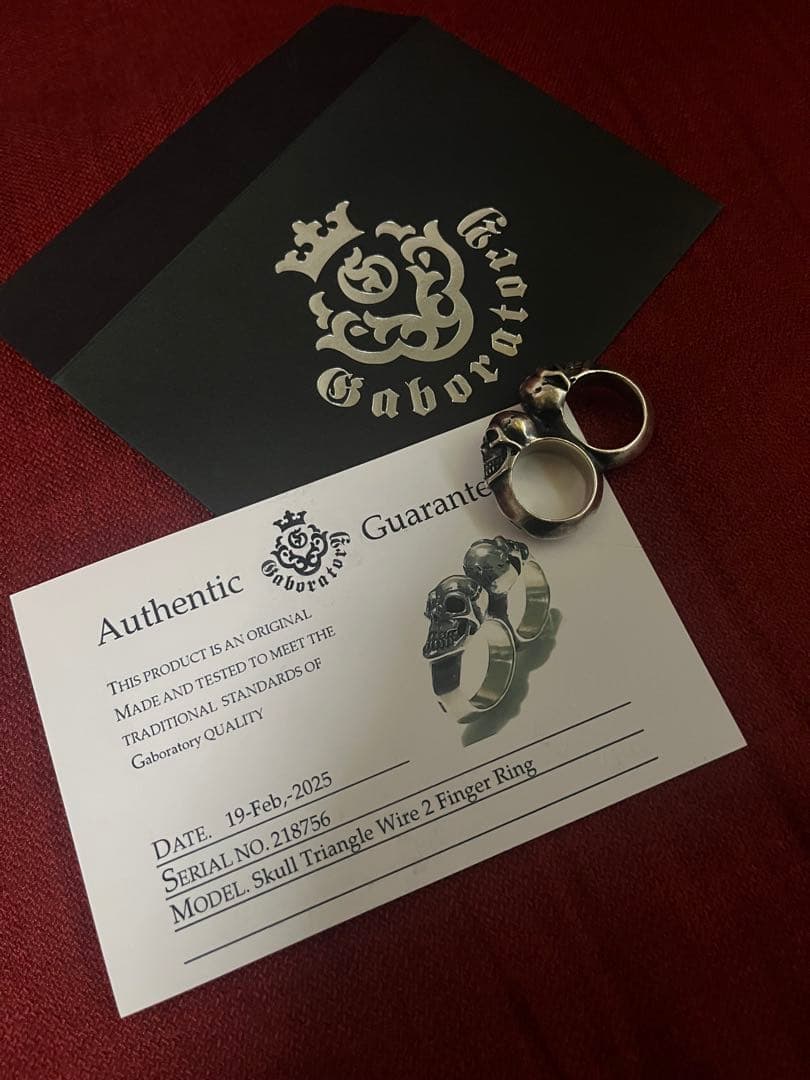 G
Gaboratory
Authentic
G
Gaboratory
Guarante
THIS PRODUCT IS AN ORIGINAL
MADE AND TESTED TO MEET THE
TRADITIONAL STANDARDS OF
Gaboratory QUALITY
DATE. 19-Feb,-2025
SERIAL NO. 218756
MODEL. Skull Triangle Wire 2 Finger Ring